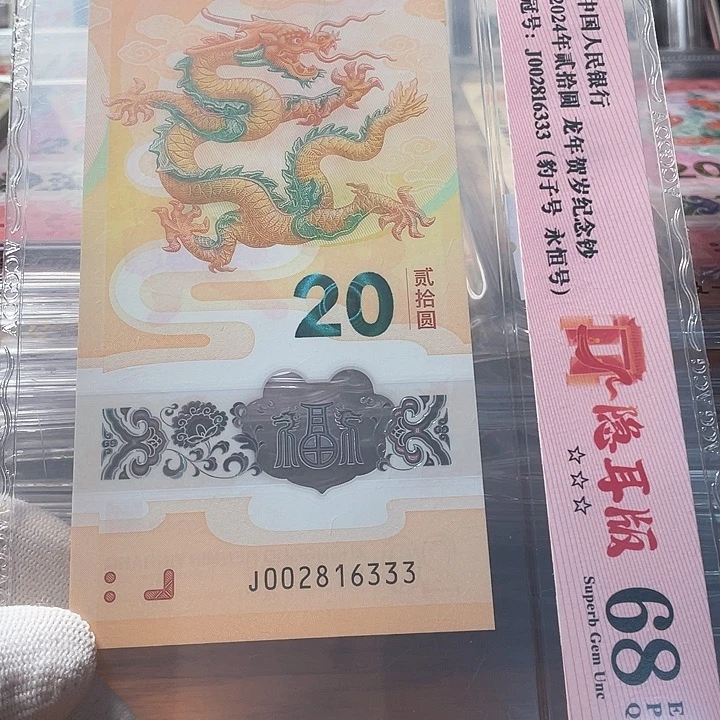 20
贰拾圆
福
J002816333
中国人民银行
2024年贰拾圆 龙年贺岁纪念钞
冠号：J002816333（豹子号 永恒号）
隐耳版
☆☆☆
68
Superb Gem Unc
E
P
Q